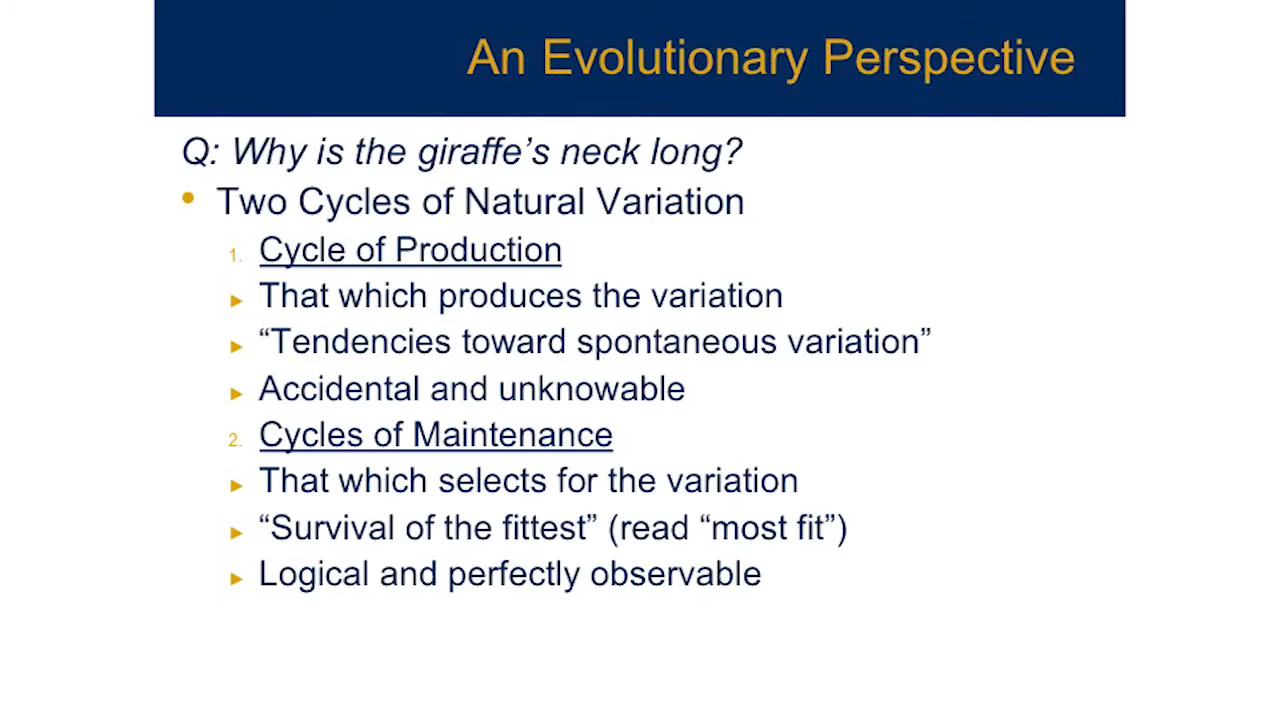 An Evolutionary Perspective
Q: Why is the giraffe’s neck long?
• Two Cycles of Natural Variation
1. Cycle of Production
► That which produces the variation
► “Tendencies toward spontaneous variation”
► Accidental and unknowable
2. Cycles of Maintenance
► That which selects for the variation
► “Survival of the fittest” (read “most fit”)
► Logical and perfectly observable